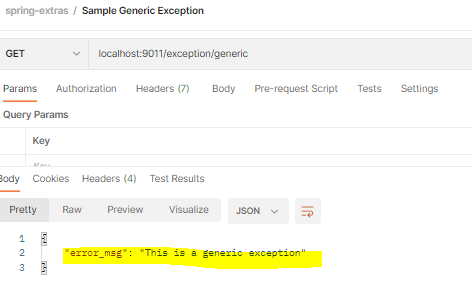 spring-extras / Sample Generic Exception
GET localhost:9011/exception/generic
Params Authorization Headers (7) Body Pre-request Script Tests Settings
Query Params
Key
Body Cookies Headers (4) Test Results
Pretty Raw Preview Visualize JSON
1 {
2 "error_msg": "This is a generic exception"
3 }